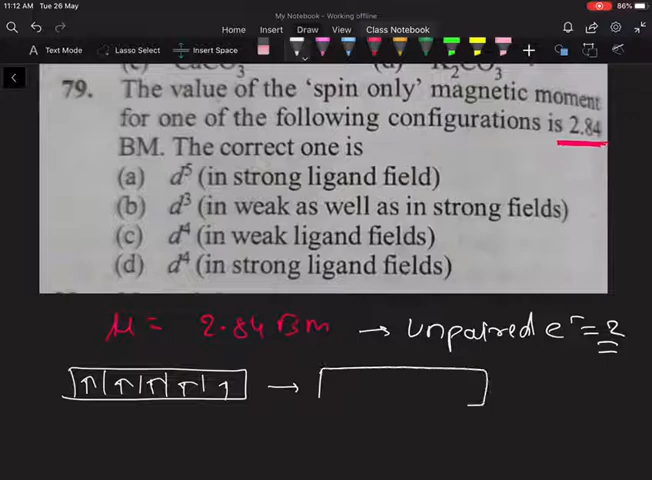 11:12 AM Tue 26 May
86%
My Notebook - Working offline
Home Insert Draw View Class Notebook
Text Mode Lasso Select Insert Space
(c) CaCO3 (d) K2CO3
79. The value of the ‘spin only’ magnetic moment
for one of the following configurations is 2.84
BM. The correct one is
(a) d⁵ (in strong ligand field)
(b) d³ (in weak as well as in strong fields)
(c) d⁴ (in weak ligand fields)
(d) d⁴ (in strong ligand fields)
μ = 2.84 Bm → unpaired e⁻ = 2